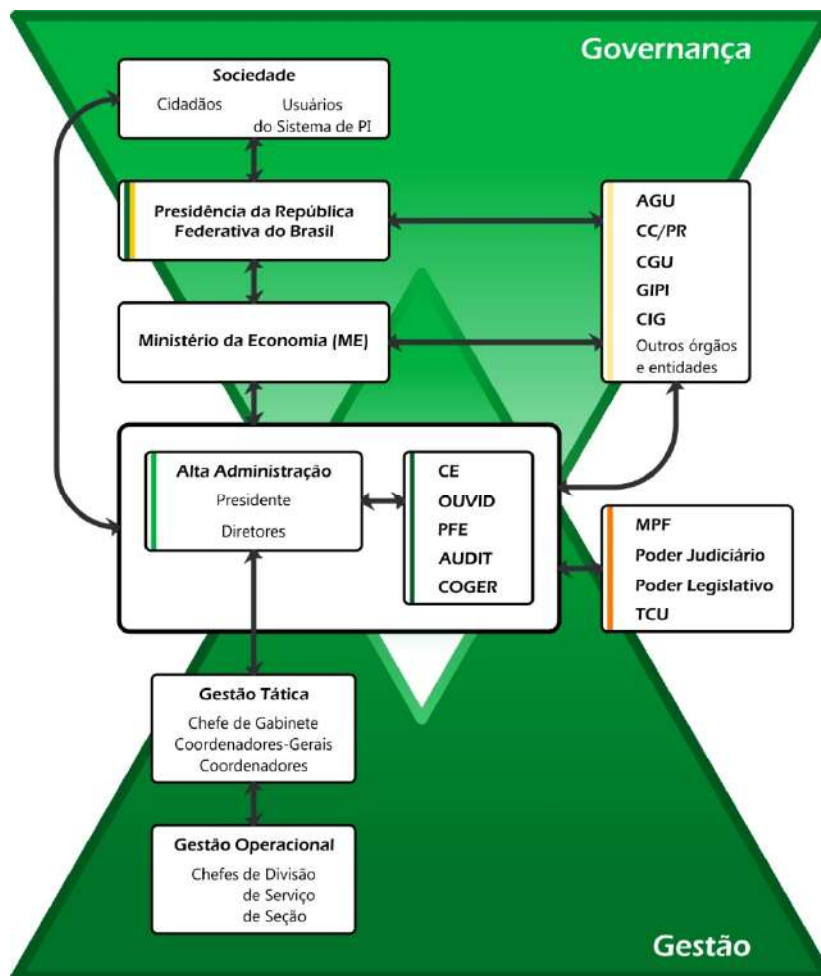 Governança
Sociedade
Cidadãos
Usuários
do Sistema de PI
Presidência da República
Federativa do Brasil
AGU
CC/PR
CGU
GIPI
CIG
Outros órgãos
e entidades
Ministério da Economia (ME)
Alta Administração
Presidente
Diretores
CE
OUVID
PFE
AUDIT
COGER
MPF
Poder Judiciário
Poder Legislativo
TCU
Gestão Tática
Chefe de Gabinete
Coordenadores-Gerais
Coordenadores
Gestão Operacional
Chefes de Divisão
de Serviço
de Seção
Gestão